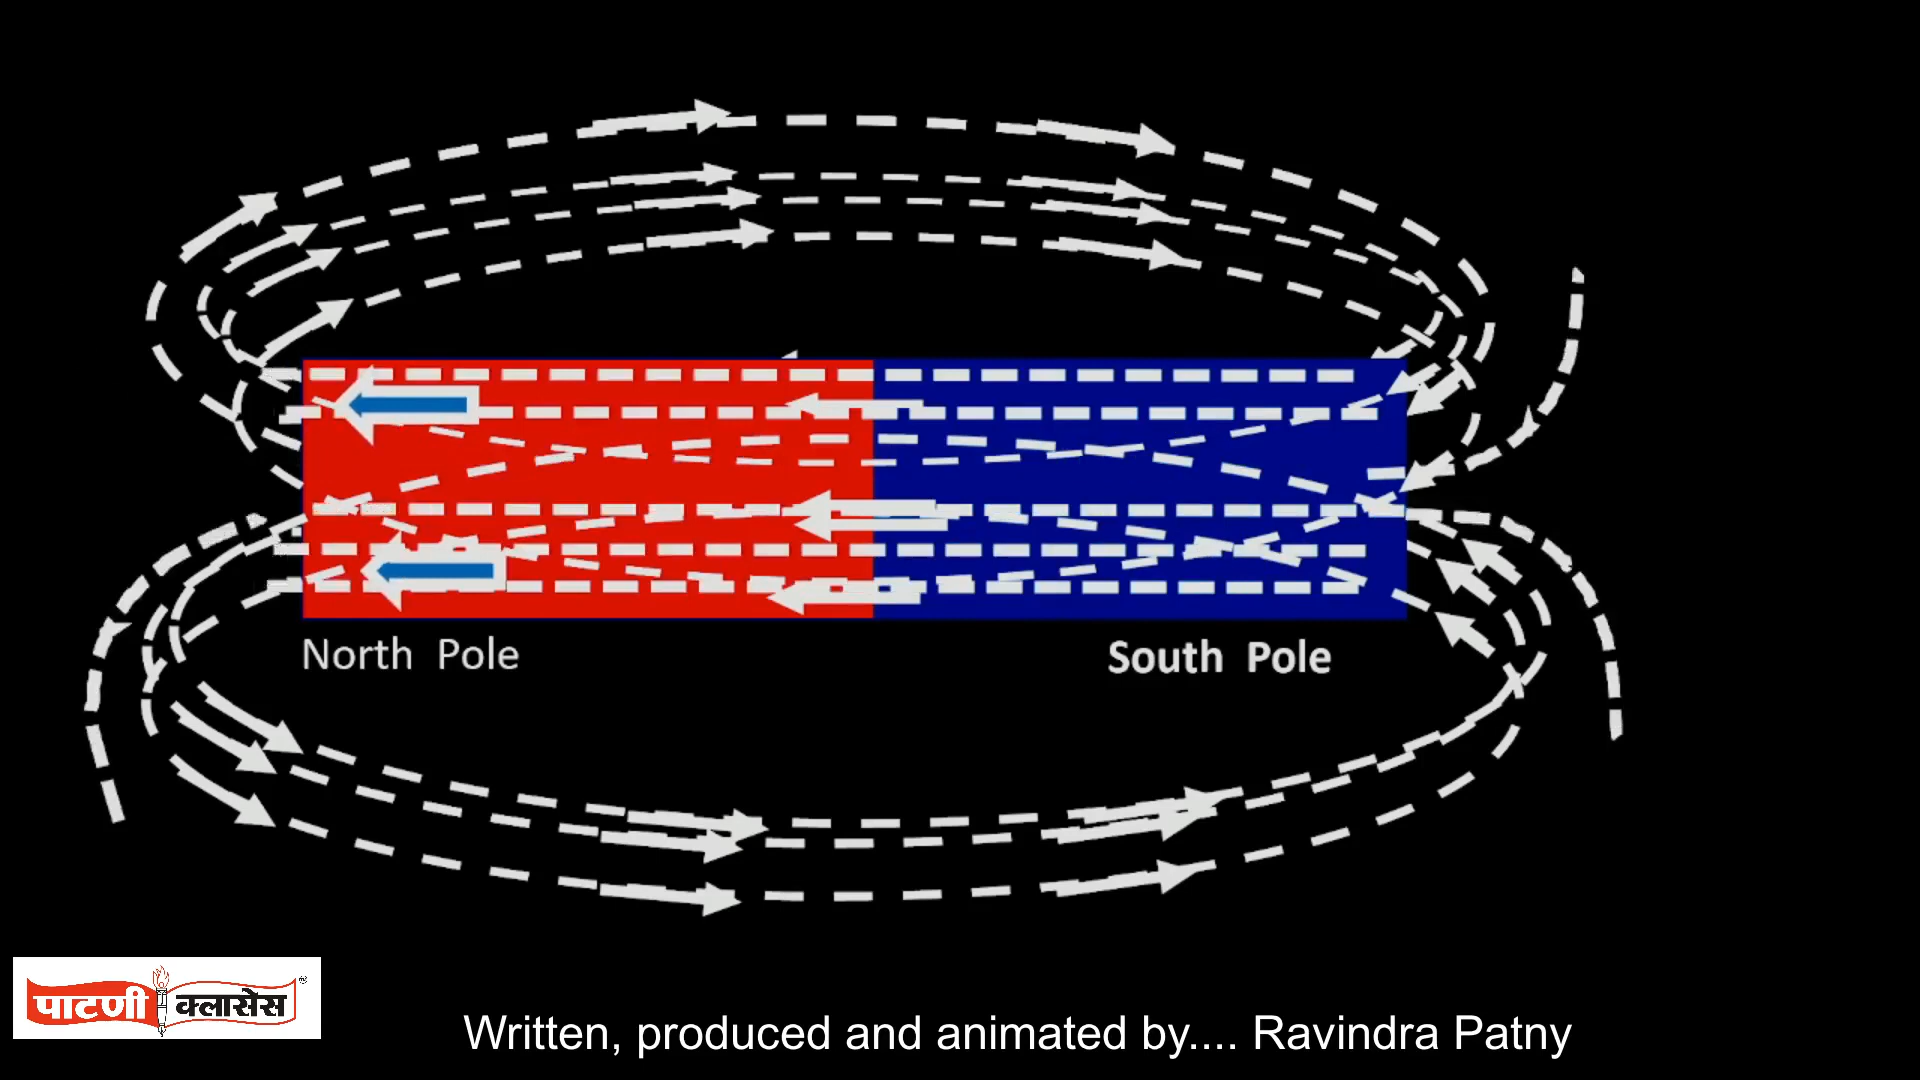 North Pole
South Pole
पाटणी क्लासेस
Written, produced and animated by.... Ravindra Patny